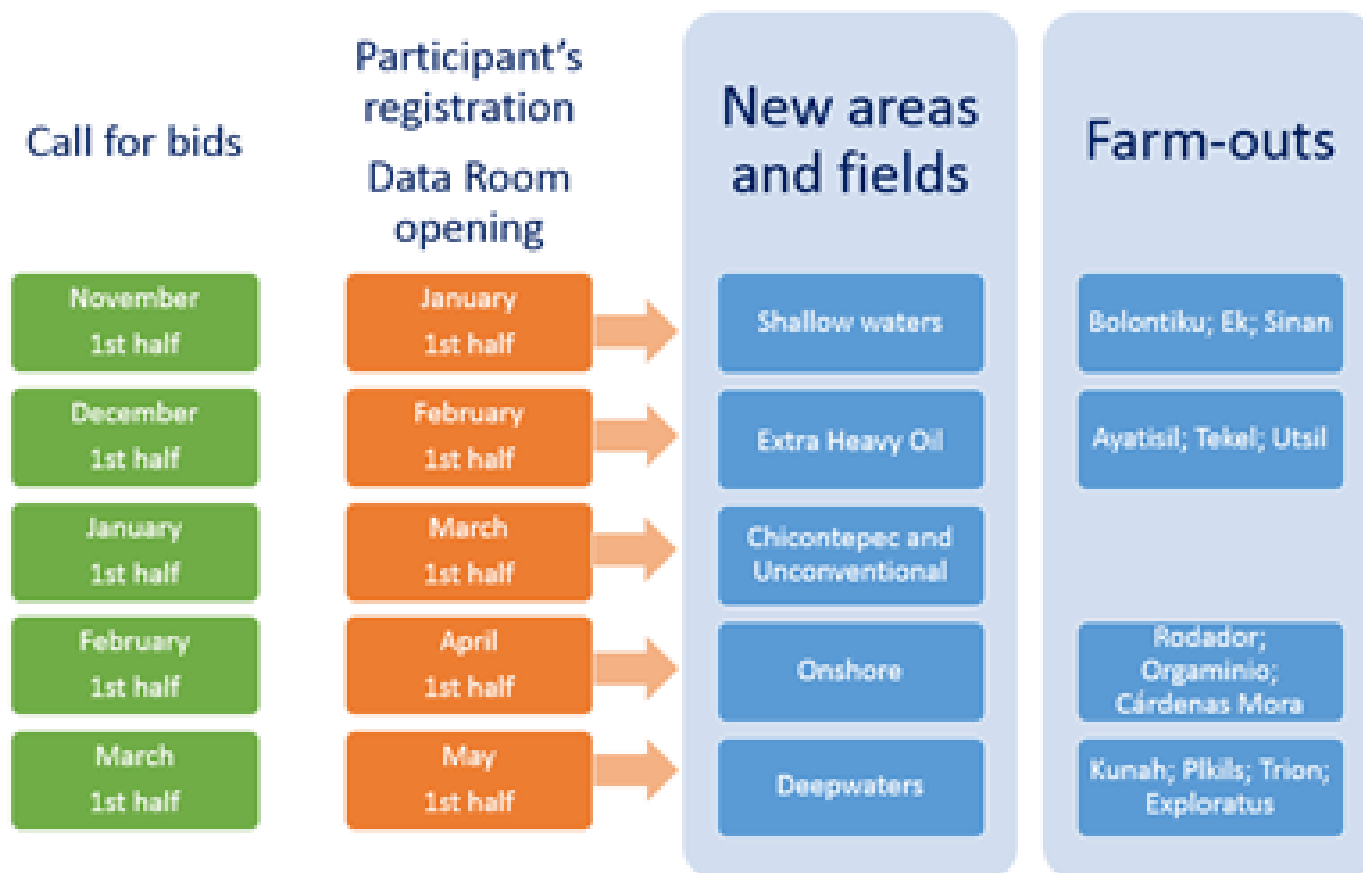 Call for bids
Participant's
registration
Data Room
opening
New areas
and fields
Farm-outs
November
1st half
January
1st half
Shallow waters
Bolontiku; Ek; Sinan
December
1st half
February
1st half
Extra Heavy Oil
Ayatisil; Tekel; Utsil
January
1st half
March
1st half
Chicontepec and
Unconventional
February
1st half
April
1st half
Onshore
Rodador;
Orgaminio;
Cárdenas Mora
March
1st half
May
1st half
Deepwaters
Kunah; Plkils; Trion;
Exploratus